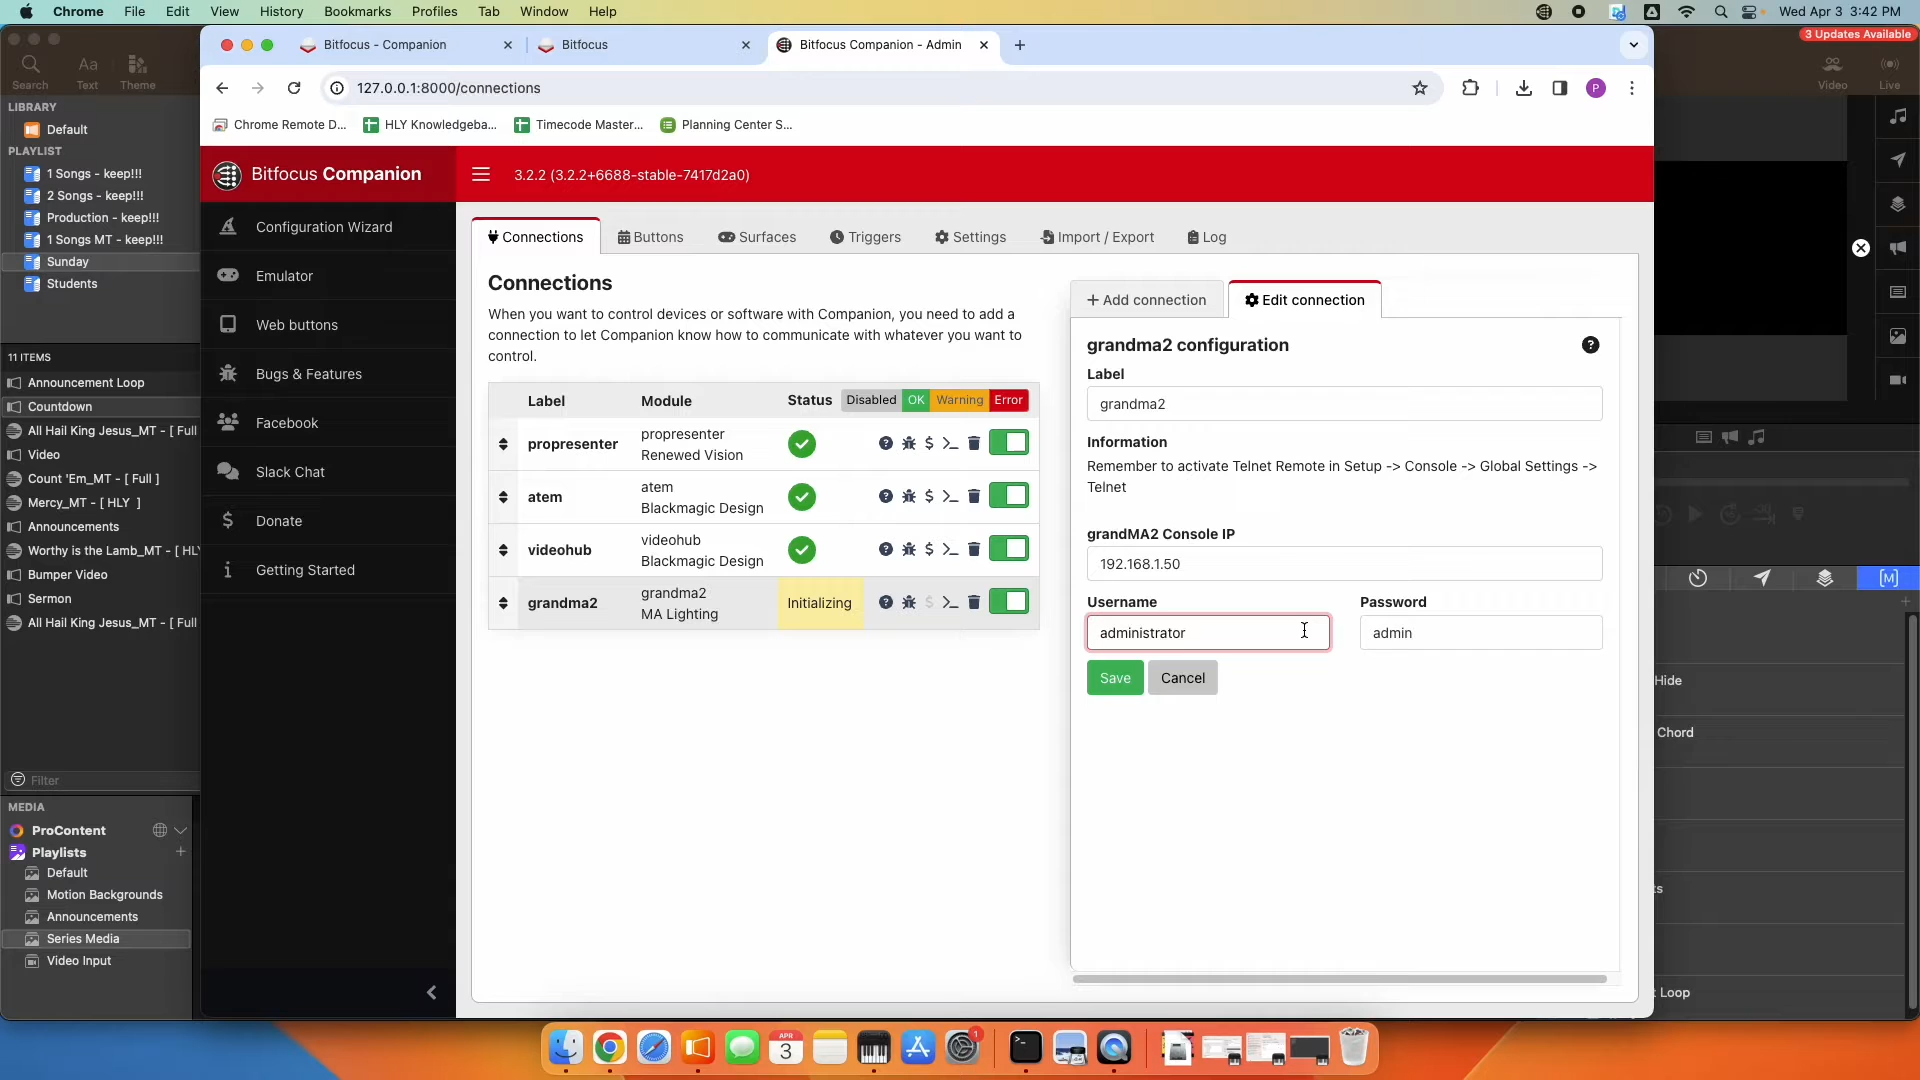 Chrome File Edit View History Bookmarks Profiles Tab Window Help Wed Apr 3 3:42 PM
3 Updates Available
Search Text Theme
Video Live
LIBRARY
Default
PLAYLIST
1 Songs - keep!!!
2 Songs - keep!!!
Production - keep!!!
1 Songs MT - keep!!!
Sunday
Students
11 ITEMS
Announcement Loop
Countdown
All Hail King Jesus_MT - [ Full
Video
Count 'Em_MT - [ Full ]
Mercy_MT - [ HLY ]
Announcements
Worthy is the Lamb_MT - [ HLY
Bumper Video
Sermon
All Hail King Jesus_MT - [ Full
Filter
MEDIA
ProContent
Playlists
Default
Motion Backgrounds
Announcements
Series Media
Video Input
Bitfocus - Companion
Bitfocus
Bitfocus Companion - Admin
127.0.0.1:8000/connections
P
Chrome Remote D...
HLY Knowledgeba...
Timecode Master...
Planning Center S...
Bitfocus Companion
3.2.2 (3.2.2+6688-stable-7417d2a0)
Configuration Wizard
Emulator
Web buttons
Bugs & Features
Facebook
Slack Chat
Donate
Getting Started
Connections Buttons Surfaces Triggers Settings Import / Export Log
Connections
When you want to control devices or software with Companion, you need to add a
connection to let Companion know how to communicate with whatever you want to
control.
Label Module Status Disabled OK Warning Error
propresenter propresenter
Renewed Vision
atem atem
Blackmagic Design
videohub videohub
Blackmagic Design
grandma2 grandma2
MA Lighting
Initializing
Add connection
Edit connection
grandma2 configuration
Label
grandma2
Information
Remember to activate Telnet Remote in Setup -> Console -> Global Settings ->
Telnet
grandMA2 Console IP
192.168.1.50
Username Password
administrator admin
Save Cancel
[M]
Hide
Chord
ts
t Loop
APR
3
1